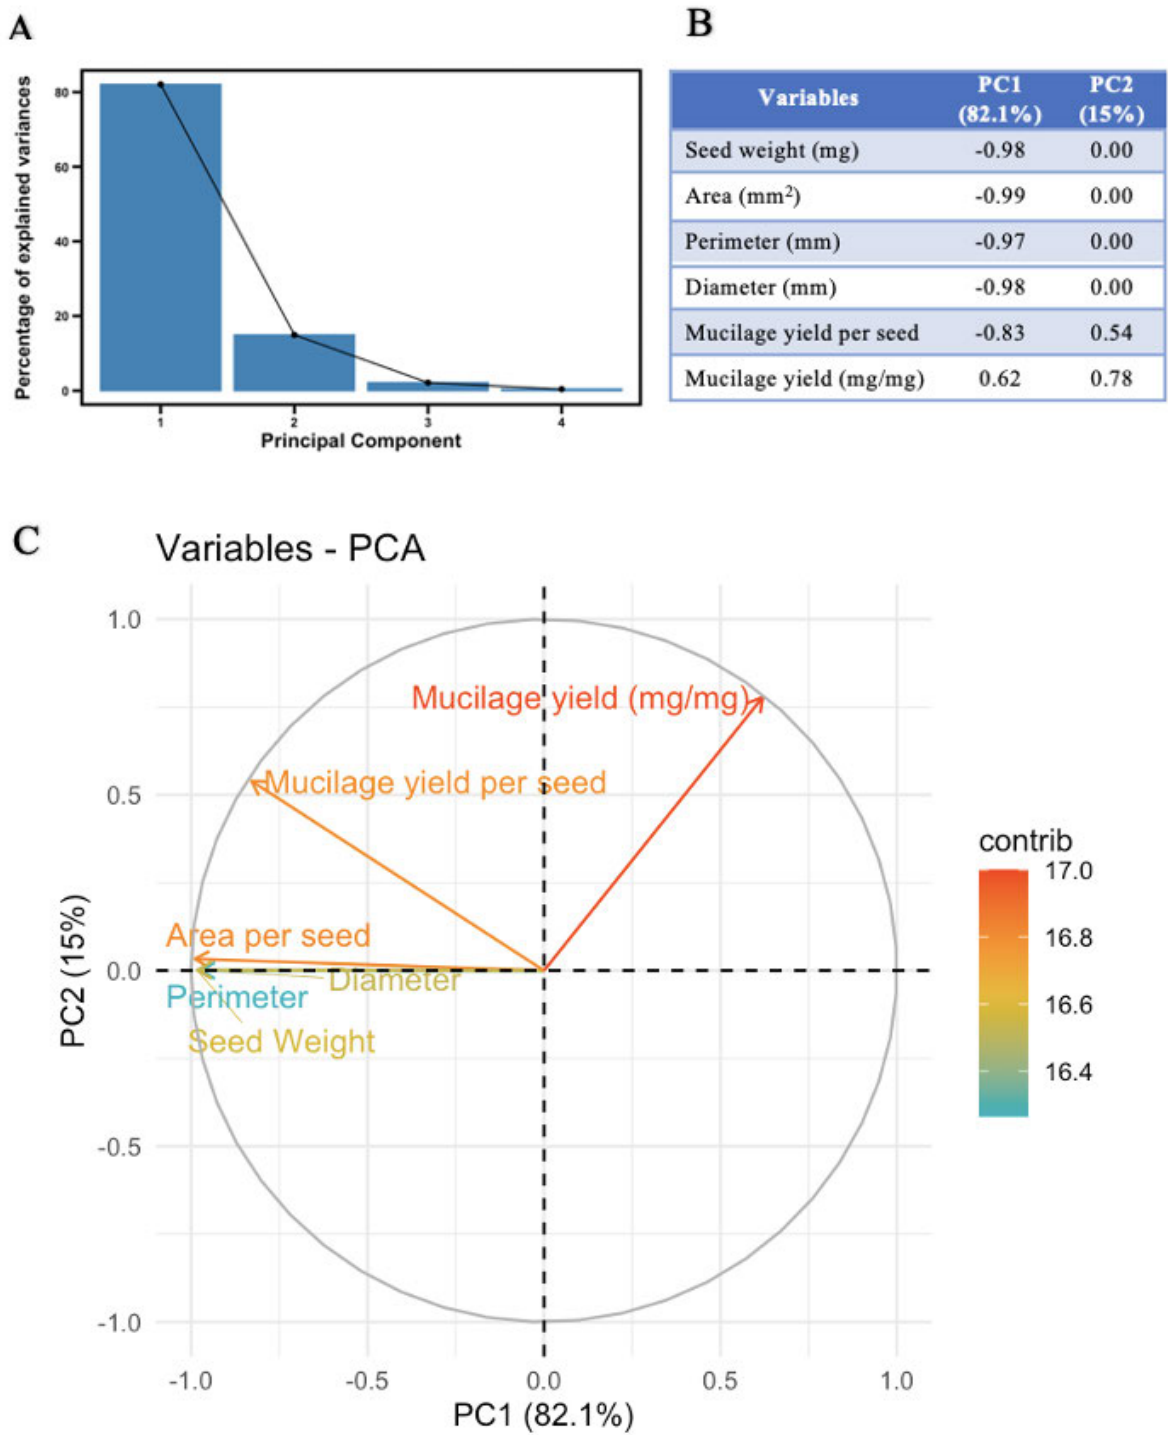 A
Percentage of explained variances
80
60
40
20
0
1 2 3 4
Principal Component
B
Variables PC1 (82.1%) PC2 (15%)
Seed weight (mg) -0.98 0.00
Area (mm²) -0.99 0.00
Perimeter (mm) -0.97 0.00
Diameter (mm) -0.98 0.00
Mucilage yield per seed -0.83 0.54
Mucilage yield (mg/mg) 0.62 0.78
C
Variables - PCA
PC2 (15%)
1.0
0.5
0.0
-0.5
-1.0
Mucilage yield (mg/mg)
Mucilage yield per seed
Area per seed
Diameter
Perimeter
Seed Weight
-1.0 -0.5 0.0 0.5 1.0
PC1 (82.1%)
contrib
17.0
16.8
16.6
16.4